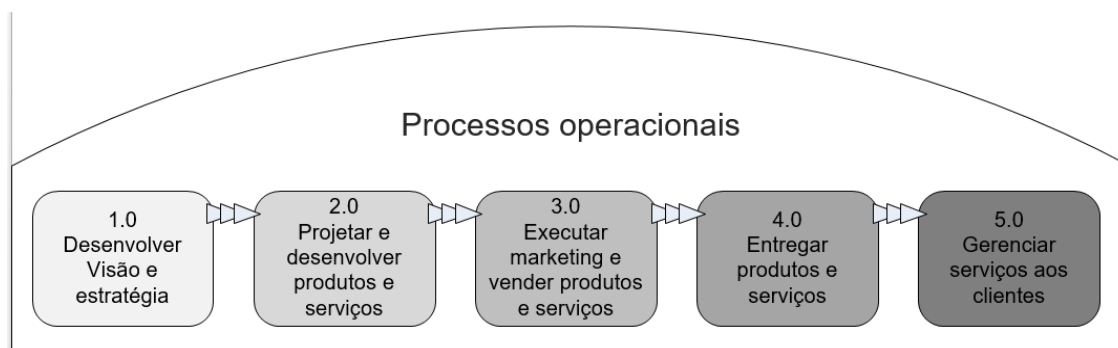 Processos operacionais
1.0
Desenvolver
Visão e
estratégia
2.0
Projetar e
desenvolver
produtos e
serviços
3.0
Executar
marketing e
vender produtos
e serviços
4.0
Entregar
produtos e
serviços
5.0
Gerenciar
serviços aos
clientes